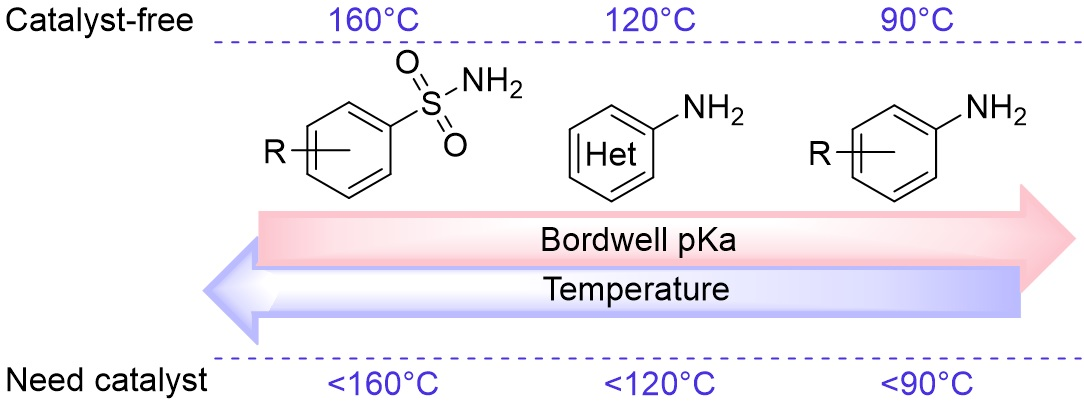 Catalyst-free 160°C 120°C 90°C
R S O O NH₂ Het NH₂ R NH₂
Bordwell pKa
Temperature
Need catalyst <160°C <120°C <90°C